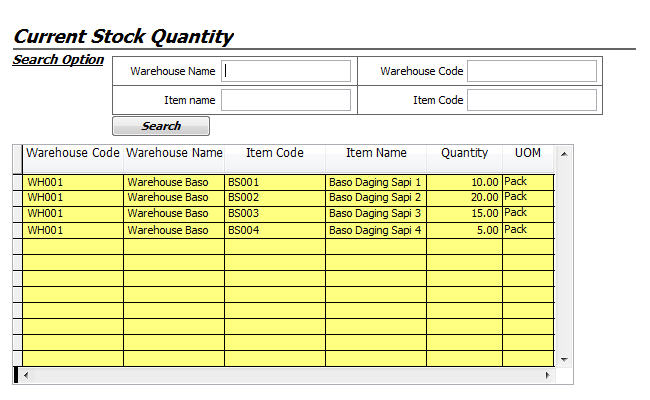 Current Stock Quantity
Search Option
Warehouse Name Warehouse Code
Item name Item Code
Search
Warehouse Code Warehouse Name Item Code Item Name Quantity UOM
WH001 Warehouse Baso BS001 Baso Daging Sapi 1 10.00 Pack
WH001 Warehouse Baso BS002 Baso Daging Sapi 2 20.00 Pack
WH001 Warehouse Baso BS003 Baso Daging Sapi 3 15.00 Pack
WH001 Warehouse Baso BS004 Baso Daging Sapi 4 5.00 Pack